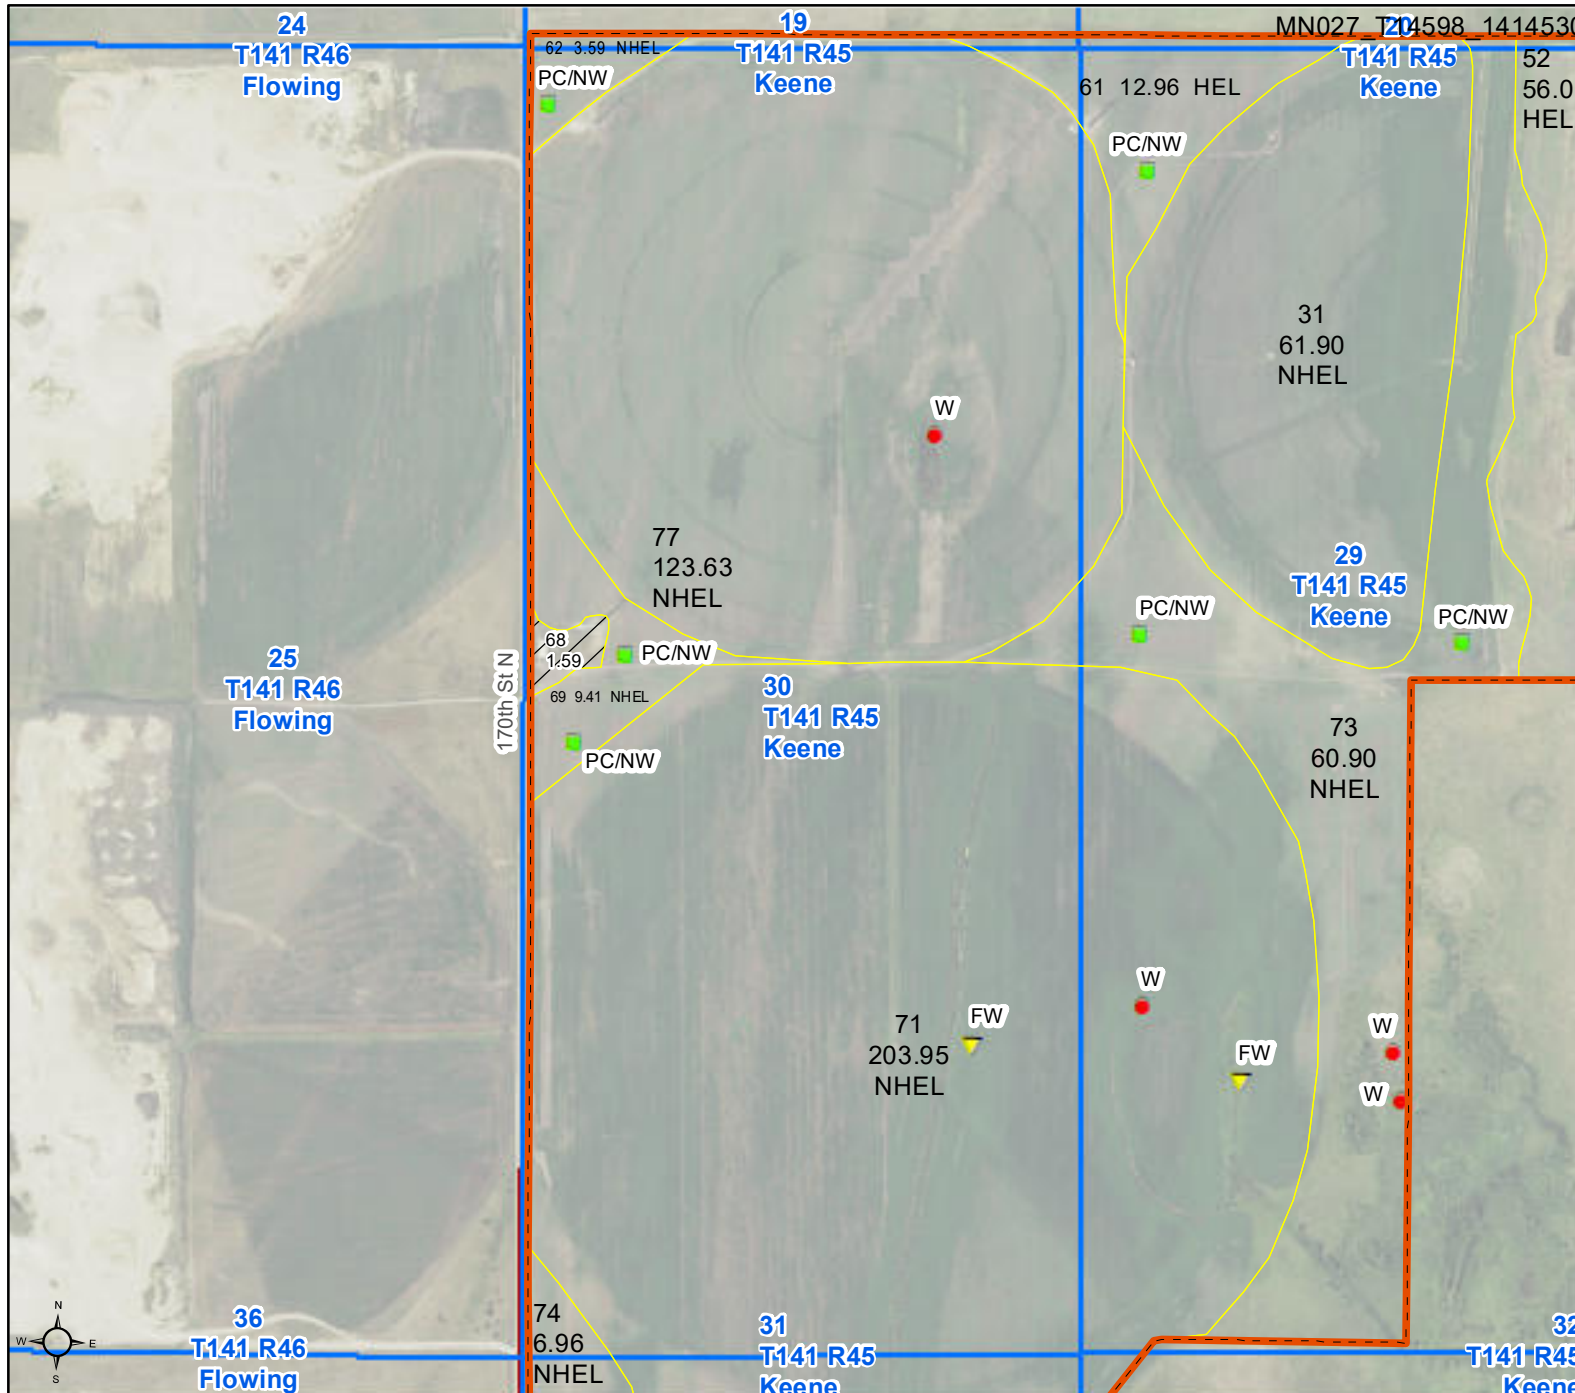 24
T141 R46
Flowing
62 3.59 NHEL
PC/NW
19
T141 R45
Keene
MN027_T14598_1414530
20
T141 R45
Keene
52
56.0
HEL
61 12.96 HEL
PC/NW
31
61.90
NHEL
W
77
123.63
NHEL
29
T141 R45
Keene
PC/NW
PC/NW
68
1.59
PC/NW
25
T141 R46
Flowing
170th St N
69 9.41 NHEL
PC/NW
30
T141 R45
Keene
73
60.90
NHEL
W
71
203.95
NHEL
FW
FW
W
W
N
W
E
S
36
T141 R46
Flowing
74
6.96
NHEL
31
T141 R45
Keene
32
T141 R45
Keene